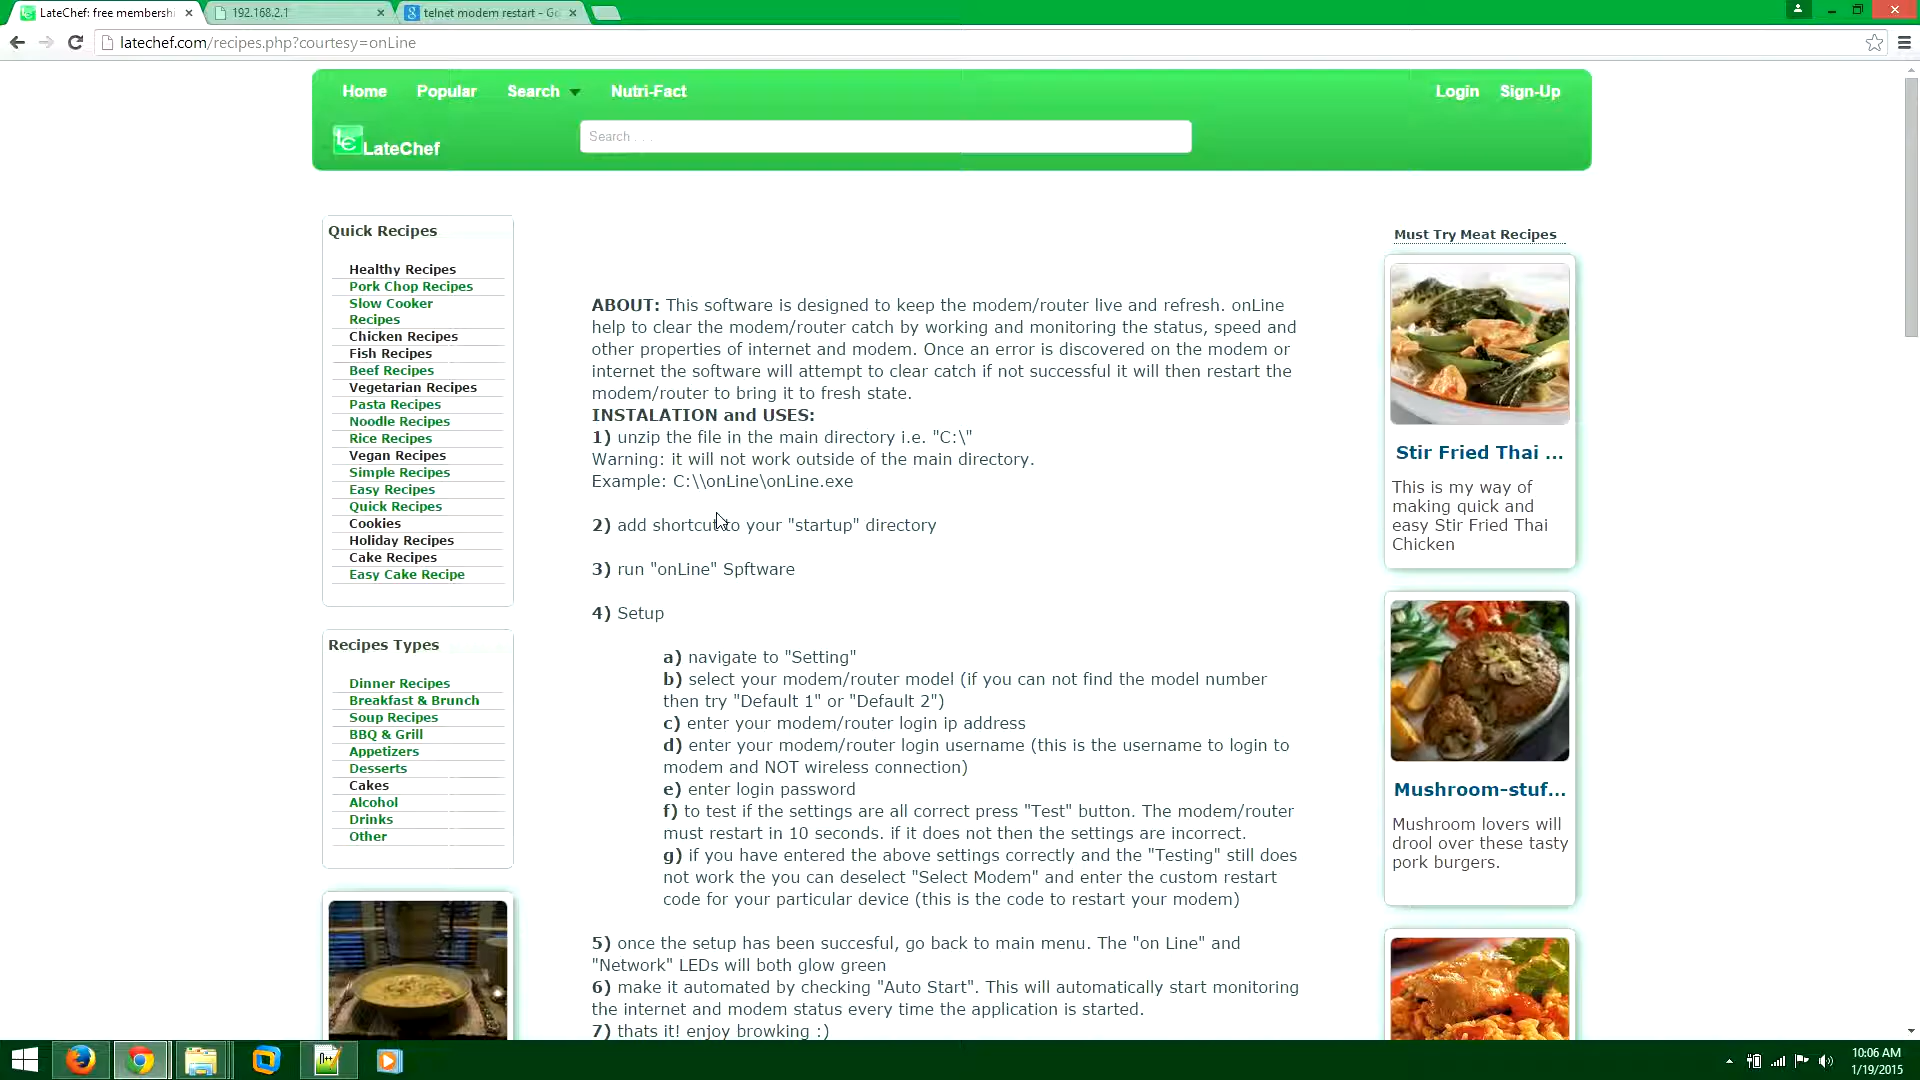 LateChef: free membershi
192.168.2.1
telnet modem restart - Go
latechef.com/recipes.php?courtesy=onLine
Home Popular Search Nutri-Fact Login Sign-Up
LC LateChef
Search . . .
Quick Recipes
Healthy Recipes
Pork Chop Recipes
Slow Cooker
Recipes
Chicken Recipes
Fish Recipes
Beef Recipes
Vegetarian Recipes
Pasta Recipes
Noodle Recipes
Rice Recipes
Vegan Recipes
Simple Recipes
Easy Recipes
Quick Recipes
Cookies
Holiday Recipes
Cake Recipes
Easy Cake Recipe
Recipes Types
Dinner Recipes
Breakfast & Brunch
Soup Recipes
BBQ & Grill
Appetizers
Desserts
Cakes
Alcohol
Drinks
Other
ABOUT: This software is designed to keep the modem/router live and refresh. onLine
help to clear the modem/router catch by working and monitoring the status, speed and
other properties of internet and modem. Once an error is discovered on the modem or
internet the software will attempt to clear catch if not successful it will then restart the
modem/router to bring it to fresh state.
INSTALATION and USES:
1) unzip the file in the main directory i.e. "C:\"
Warning: it will not work outside of the main directory.
Example: C:\\onLine\onLine.exe
2) add shortcut to your "startup" directory
3) run "onLine" Spftware
4) Setup
a) navigate to "Setting"
b) select your modem/router model (if you can not find the model number
then try "Default 1" or "Default 2")
c) enter your modem/router login ip address
d) enter your modem/router login username (this is the username to login to
modem and NOT wireless connection)
e) enter login password
f) to test if the settings are all correct press "Test" button. The modem/router
must restart in 10 seconds. if it does not then the settings are incorrect.
g) if you have entered the above settings correctly and the "Testing" still does
not work the you can deselect "Select Modem" and enter the custom restart
code for your particular device (this is the code to restart your modem)
5) once the setup has been succesful, go back to main menu. The "on Line" and
"Network" LEDs will both glow green
6) make it automated by checking "Auto Start". This will automatically start monitoring
the internet and modem status every time the application is started.
7) thats it! enjoy browking :)
Must Try Meat Recipes
Stir Fried Thai ...
This is my way of
making quick and
easy Stir Fried Thai
Chicken
Mushroom-stuf...
Mushroom lovers will
drool over these tasty
pork burgers.
10:06 AM
1/19/2015